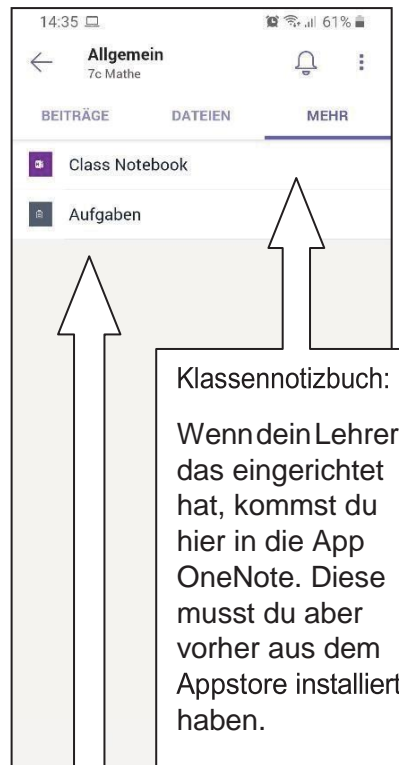 14:35 61%
Allgemein
7c Mathe
BEITRÄGE DATEIEN MEHR
Class Notebook
Aufgaben
Klassennotizbuch:
Wenn dein Lehrer
das eingerichtet
hat, kommst du
hier in die App
OneNote. Diese
musst du aber
vorher aus dem
Appstore installiert
haben.